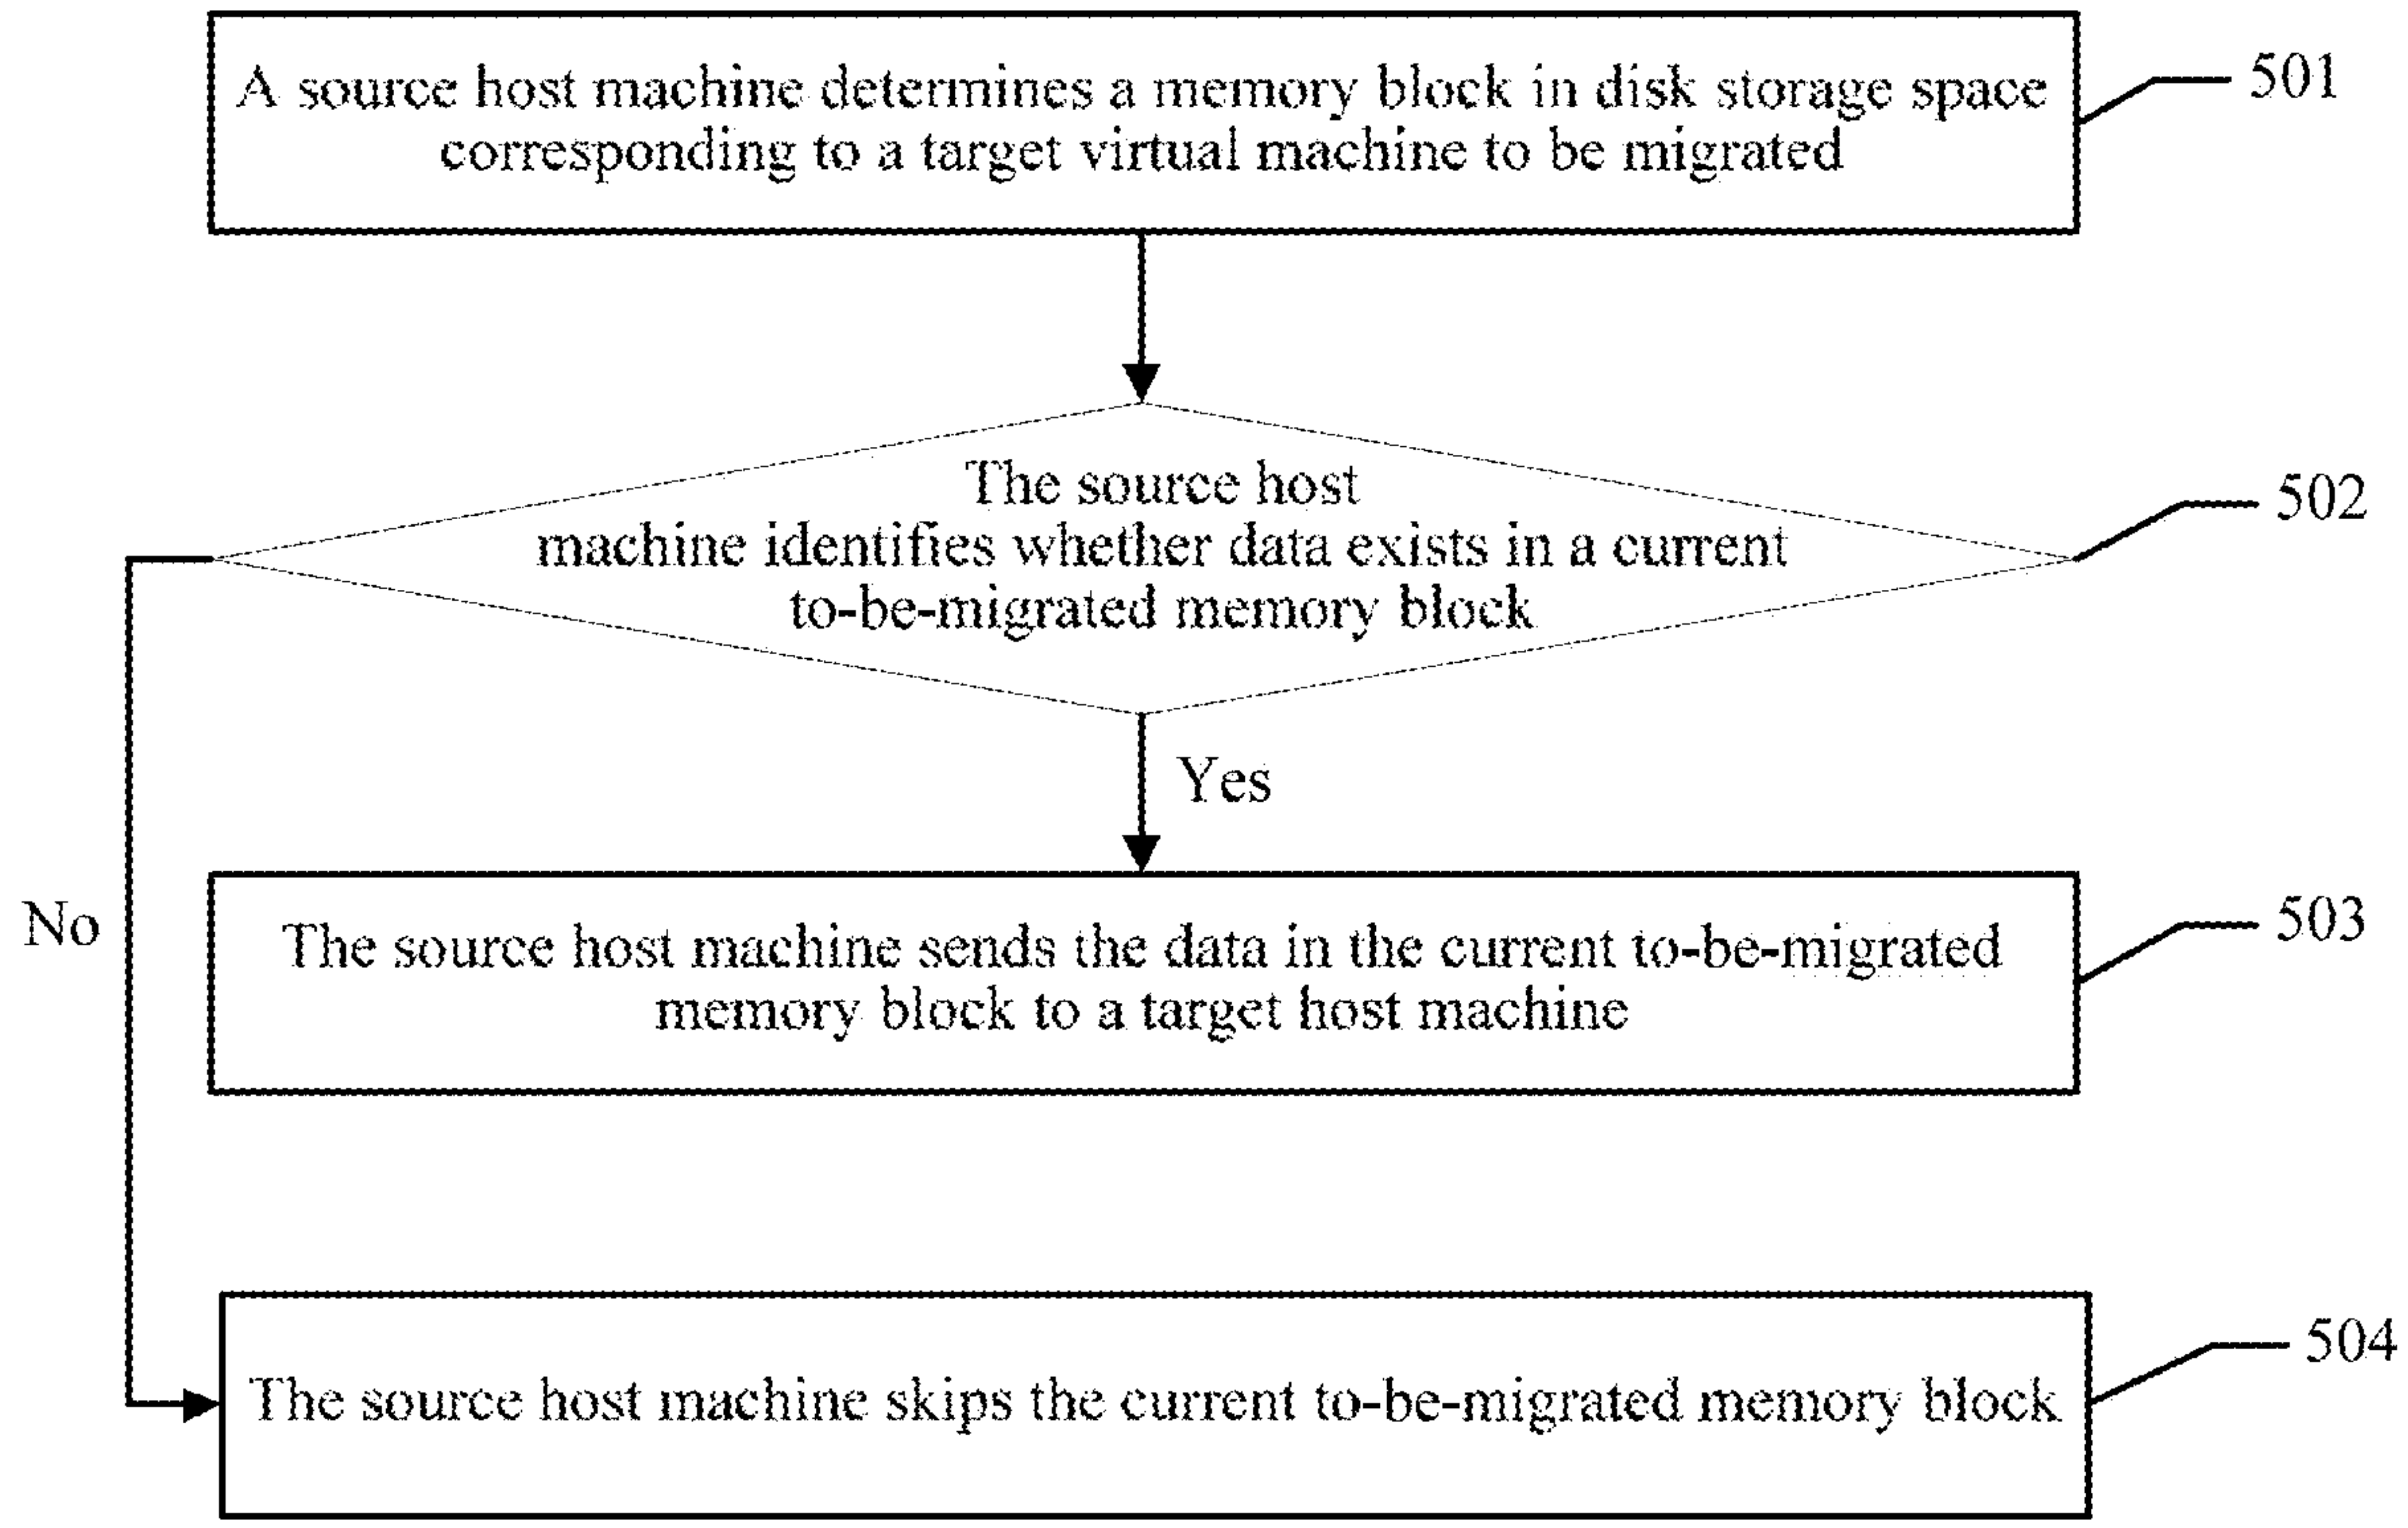 A source host machine determines a memory block in disk storage space
corresponding to a target virtual machine to be migrated
501
The source host
machine identifies whether data exists in a current
to-be-migrated memory block
502
Yes
No
The source host machine sends the data in the current to-be-migrated
memory block to a target host machine
503
The source host machine skips the current to-be-migrated memory block
504